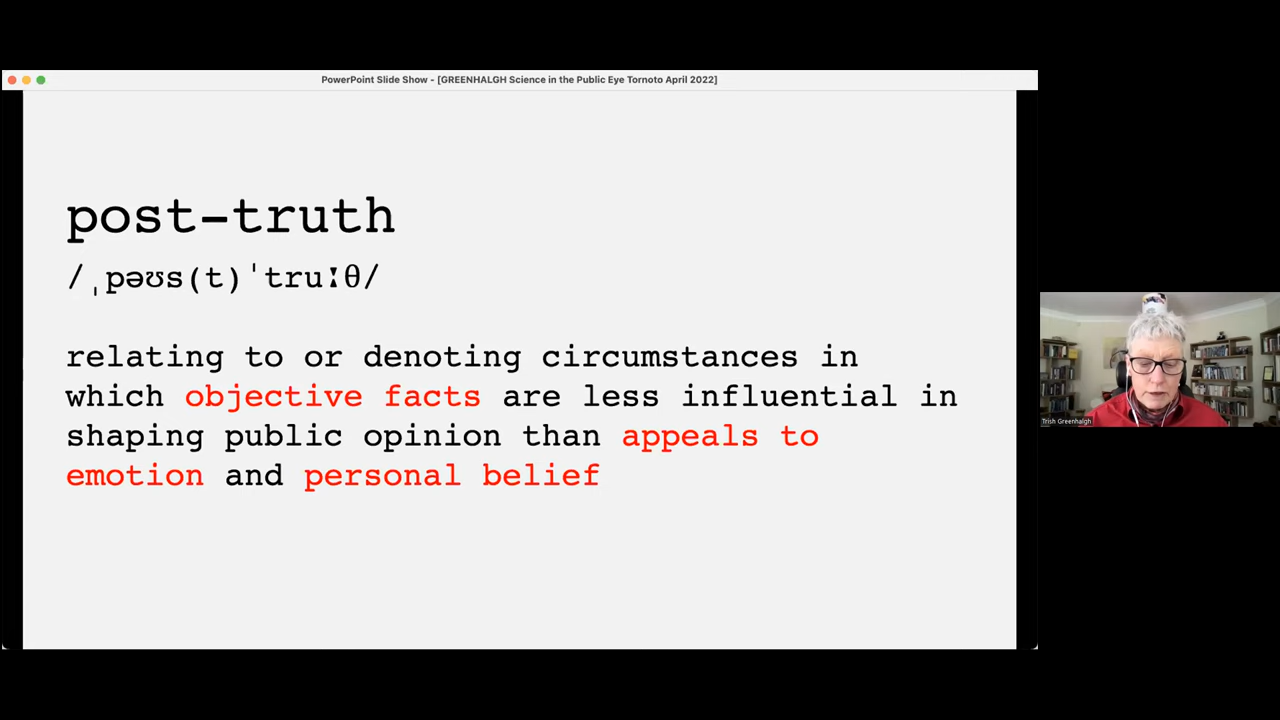 PowerPoint Slide Show - [GREENHALGH Science in the Public Eye Tornoto April 2022]
post-truth
/ˌpəʊs(t)ˈtruːθ/
relating to or denoting circumstances in
which objective facts are less influential in
shaping public opinion than appeals to
emotion and personal belief
Trish Greenhalgh